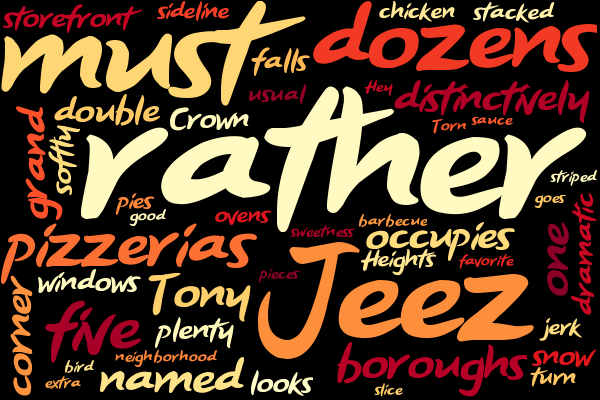 storefront
sideline
chicken
stacked
must
falls
dozens
usual
Hey
distinctively
double
Crown
Torn
sauce
grand
softly
rather
striped
pies
good
ovens
goes
sweetness
barbecue
pizzerias
occupies
Heights
favorite
one
dramatic
windows
pieces
Tony
Jeez
corner
five
plenty
jerk
neighborhood
boroughs
snow
bird
extra
named
looks
turn
slice